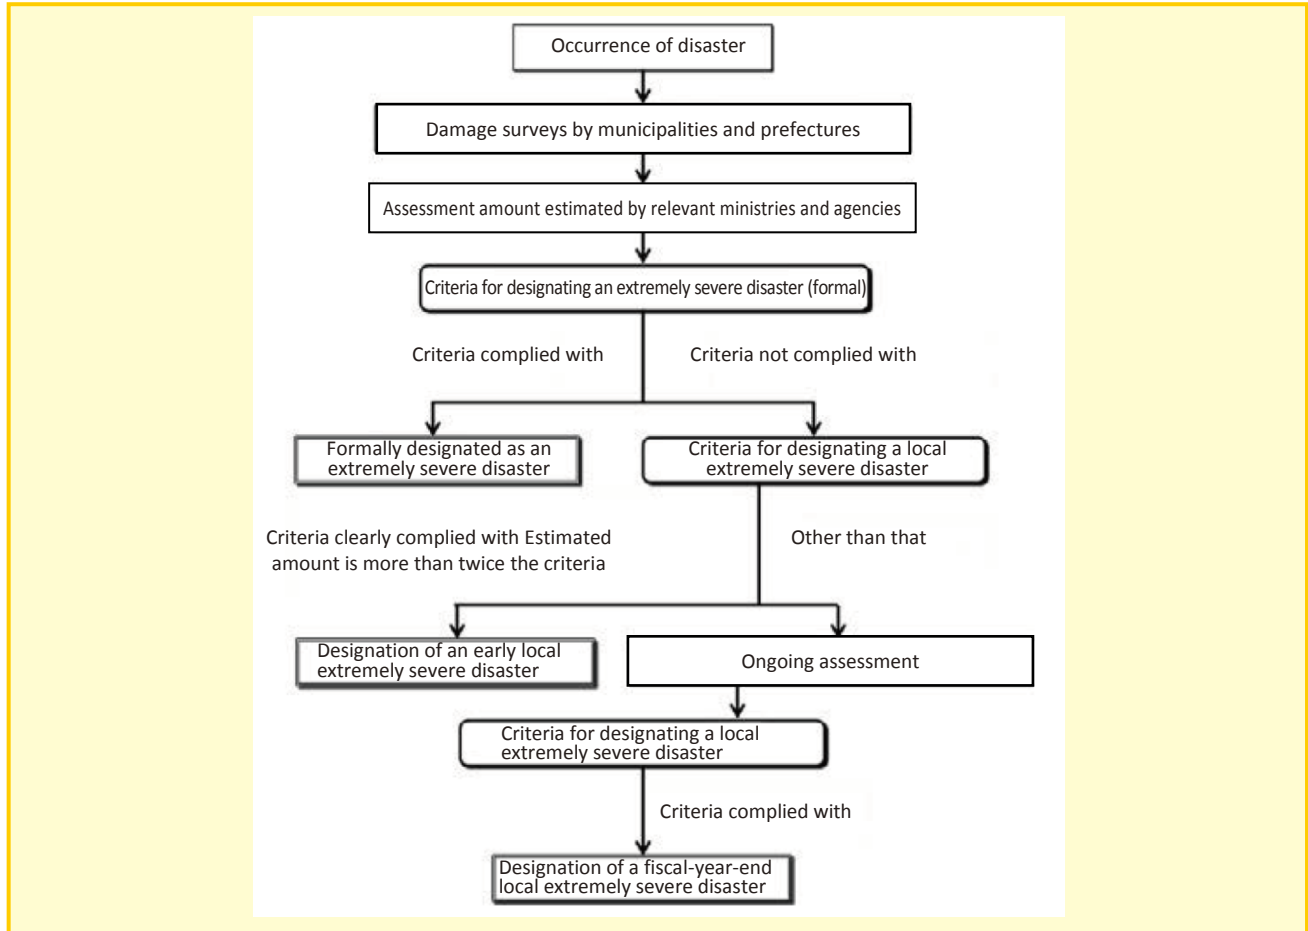 Occurrence of disaster
Damage surveys by municipalities and prefectures
Assessment amount estimated by relevant ministries and agencies
Criteria for designating an extremely severe disaster (formal)
Criteria complied with
Criteria not complied with
Formally designated as an
extremely severe disaster
Criteria for designating a local
extremely severe disaster
Criteria clearly complied with Estimated
amount is more than twice the criteria
Other than that
Designation of an early local
extremely severe disaster
Ongoing assessment
Criteria for designating a local
extremely severe disaster
Criteria complied with
Designation of a fiscal-year-end
local extremely severe disaster